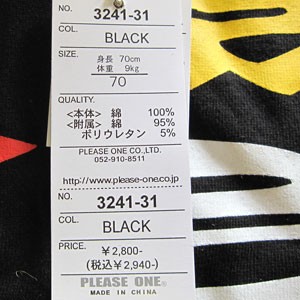 NO.
3241-31
COL.
BLACK
SIZE.
身長 70cm
体重 9kg
70
QUALITY.
<本体> 綿 100%
<附属> 綿 95%
ポリウレタン 5%
PLEASE ONE CO.,LTD.
052-910-8511
http://www.please-one.co.jp
NO.
3241-31
COL.
BLACK
PRICE.
￥2,800-
(税込￥2,940-)
PLEASE ONE.
MADE IN CHINA